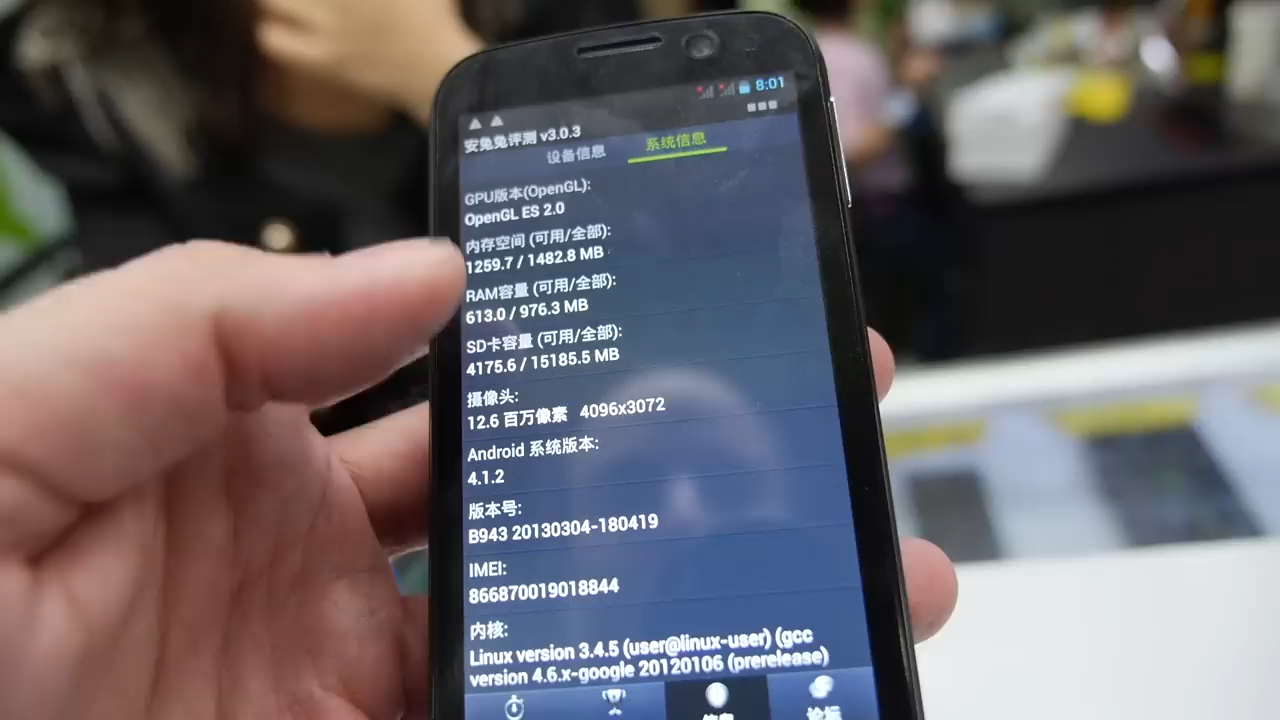 8:01
安兔兔评测 v3.0.3
设备信息 系统信息
GPU版本(OpenGL):
OpenGL ES 2.0
内存空间 (可用/全部):
1259.7 / 1482.8 MB
RAM容量 (可用/全部):
613.0 / 976.3 MB
SD卡容量 (可用/全部):
4175.6 / 15185.5 MB
摄像头:
12.6 百万像素 4096x3072
Android 系统版本:
4.1.2
版本号:
B943 20130304-180419
IMEI:
866870019018844
内核:
Linux version 3.4.5 (user@linux-user) (gcc
version 4.6.x-google 20120106 (prerelease)
信息 论坛